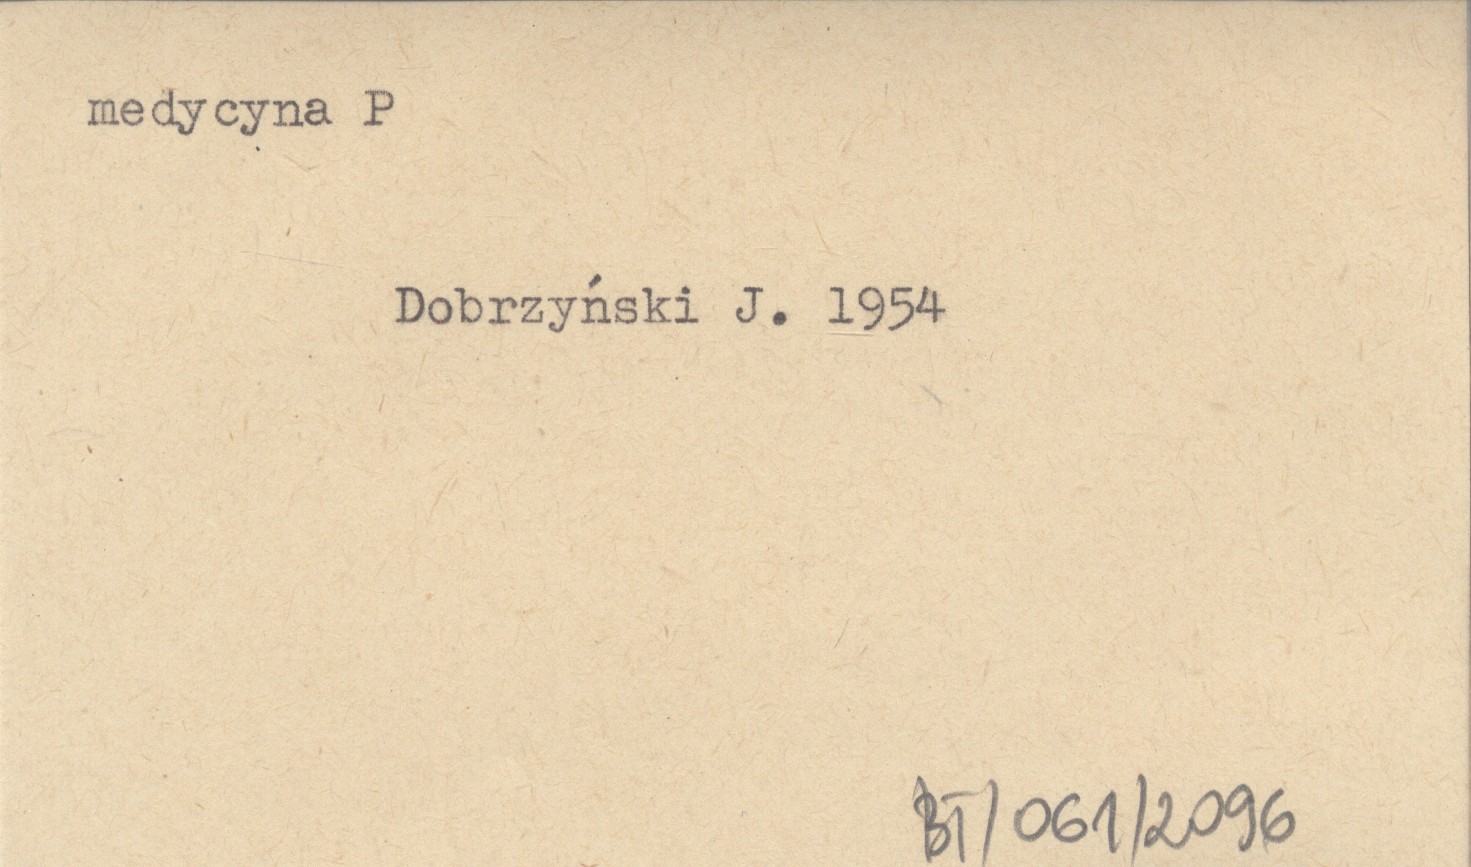 medycyna P
Dobrzyński J. 1954
BT/061/2096